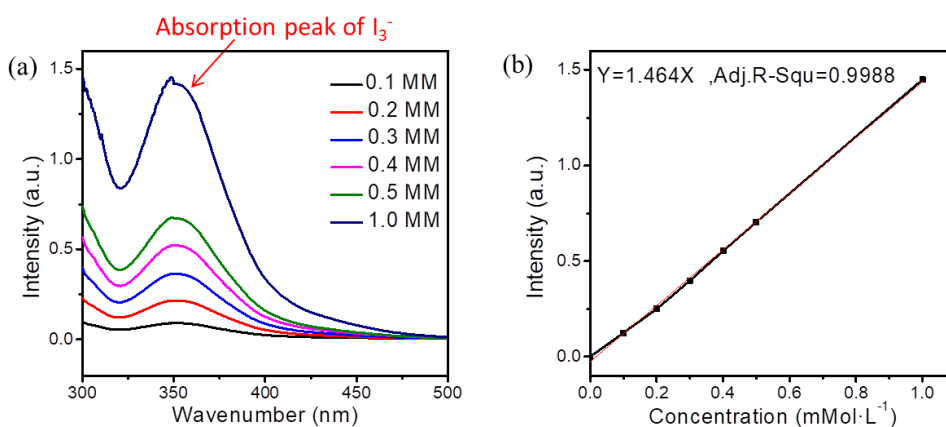 Absorption peak of I₃⁻
(a)
1.5
1.0
0.5
0.0
Intensity (a.u.)
0.1 MM
0.2 MM
0.3 MM
0.4 MM
0.5 MM
1.0 MM
300 350 400 450 500
Wavenumber (nm)
(b)
Y=1.464X ,Adj.R-Squ=0.9988
1.5
1.0
0.5
0.0
Intensity (a.u.)
0.0 0.2 0.4 0.6 0.8 1.0
Concentration (mMol·L⁻¹)